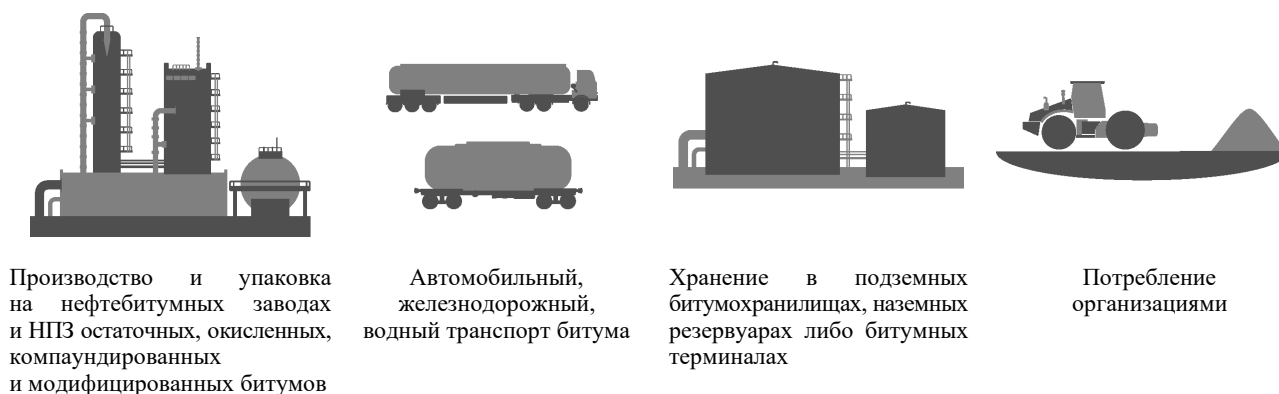 Производство и упаковка
на нефтебитумных заводах
и НПЗ остаточных, окисленных,
компаундированных
и модифицированных битумов
Автомобильный,
железнодорожный,
водный транспорт битума
Хранение в подземных
битумохранилищах, наземных
резервуарах либо битумных
терминалах
Потребление
организациями